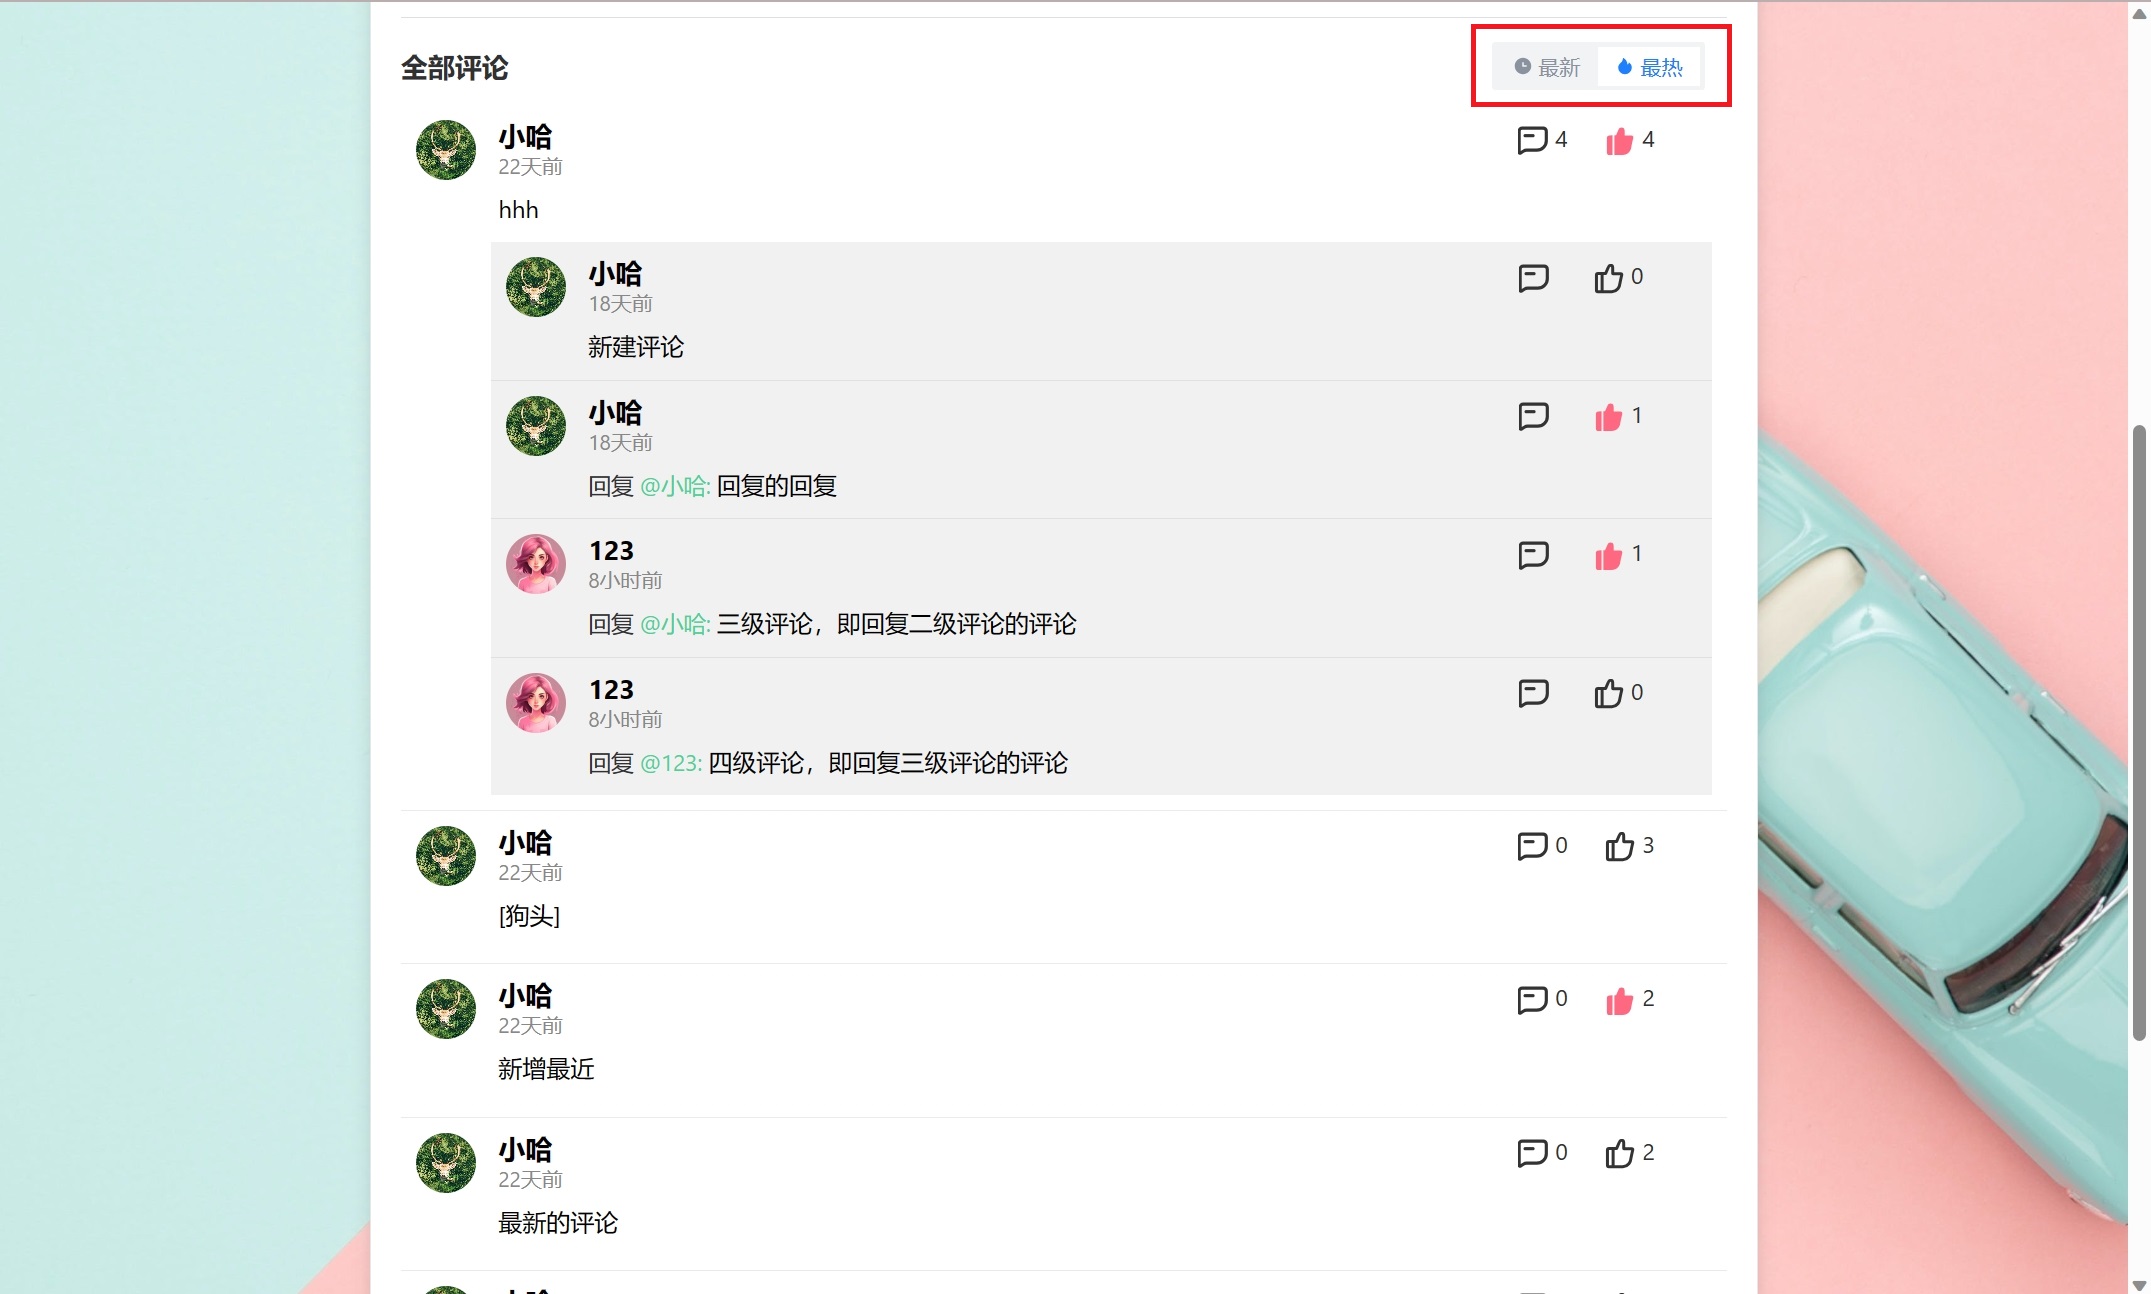 全部评论
最新 最热
小哈
4 4
22天前
hhh
小哈
0
18天前
新建评论
小哈
1
18天前
回复 @小哈: 回复的回复
123
1
8小时前
回复 @小哈: 三级评论，即回复二级评论的评论
123
0
8小时前
回复 @123: 四级评论，即回复三级评论的评论
小哈
0 3
22天前
[狗头]
小哈
0 2
22天前
新增最近
小哈
0 2
22天前
最新的评论